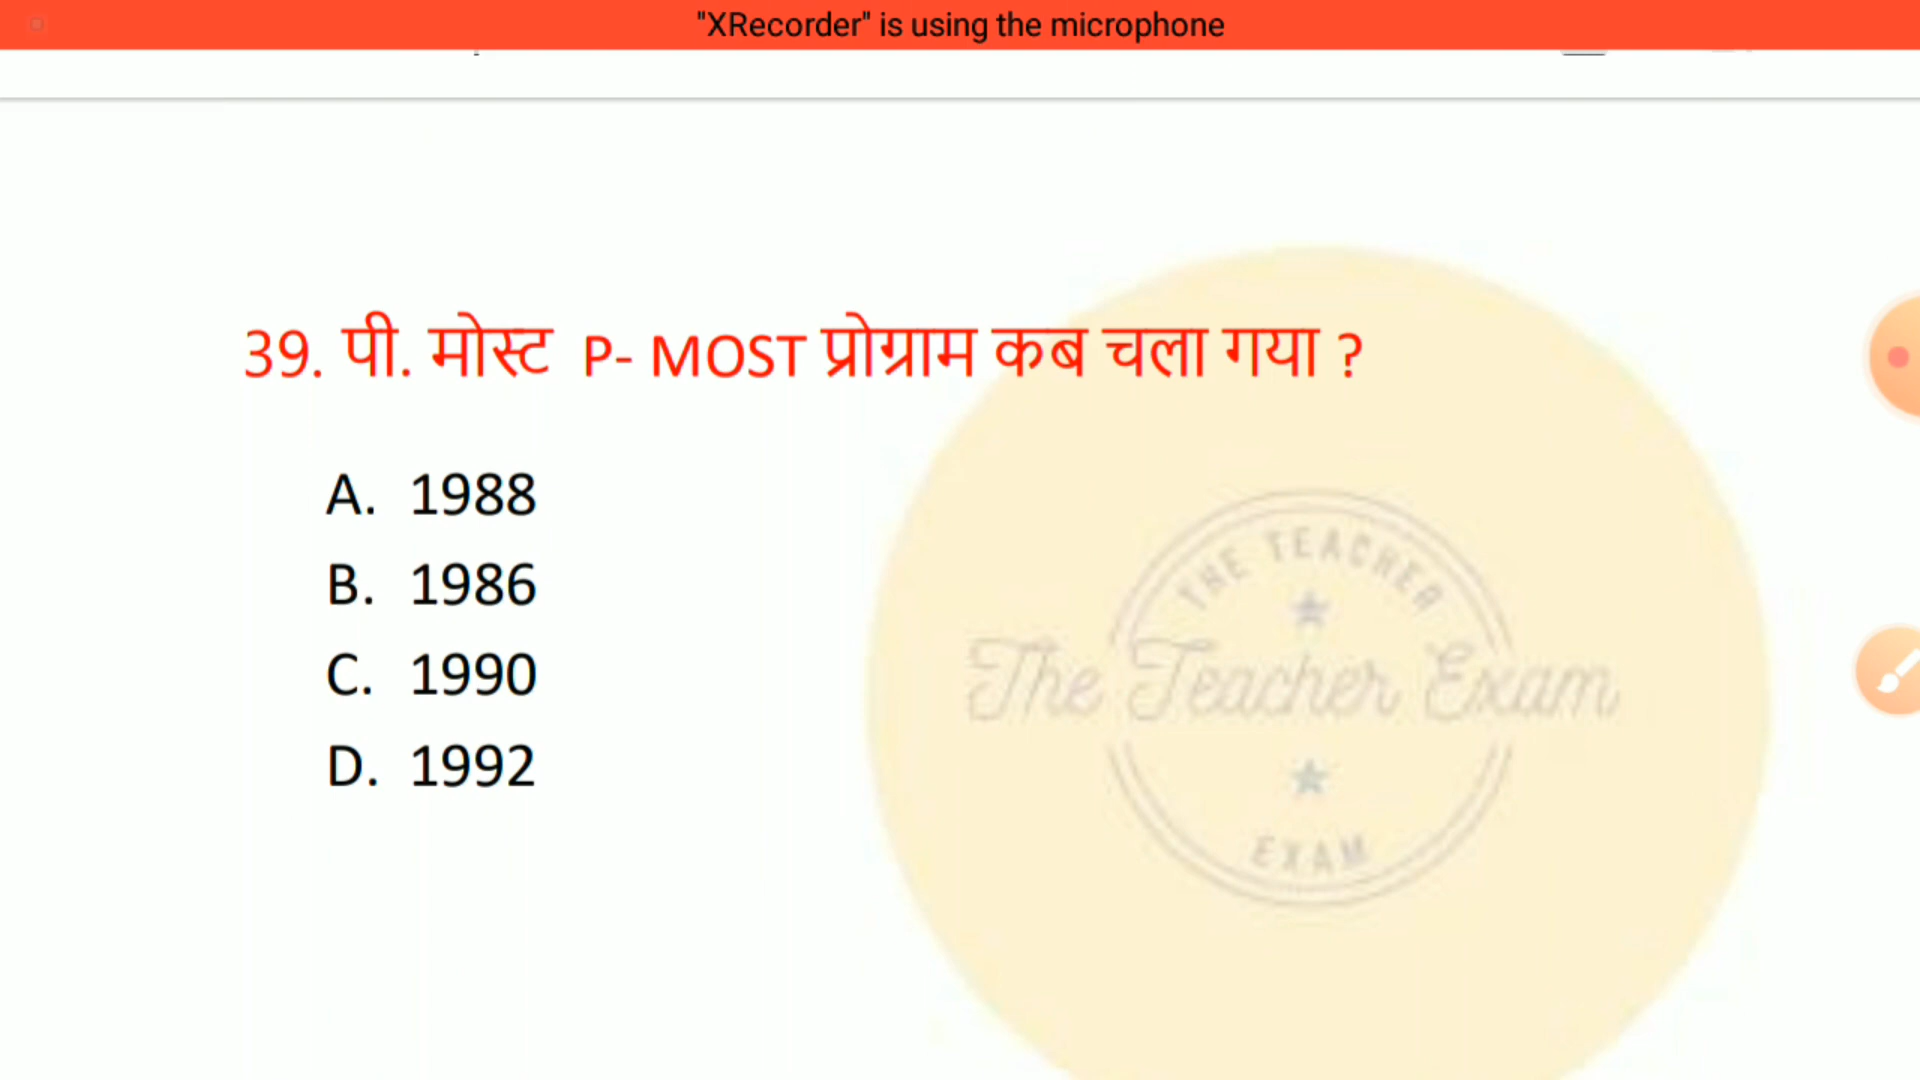 "XRecorder" is using the microphone
39. पी. मोस्ट P- MOST प्रोग्राम कब चला गया ?
A. 1988
B. 1986
C. 1990
D. 1992
THE TEACHER
The Teacher Exam
EXAM